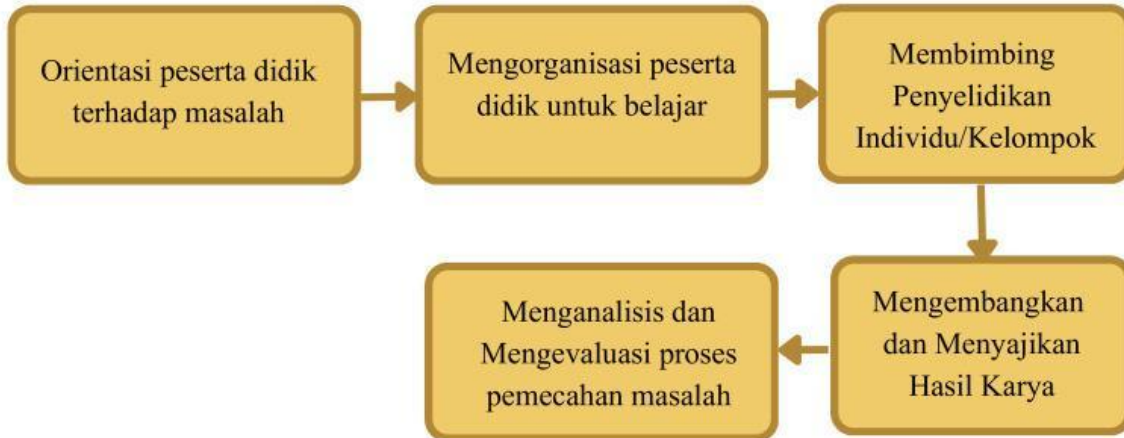 Orientasi peserta didik
terhadap masalah
Mengorganisasi peserta
didik untuk belajar
Membimbing
Penyelidikan
Individu/Kelompok
Mengembangkan
dan Menyajikan
Hasil Karya
Menganalisis dan
Mengevaluasi proses
pemecahan masalah